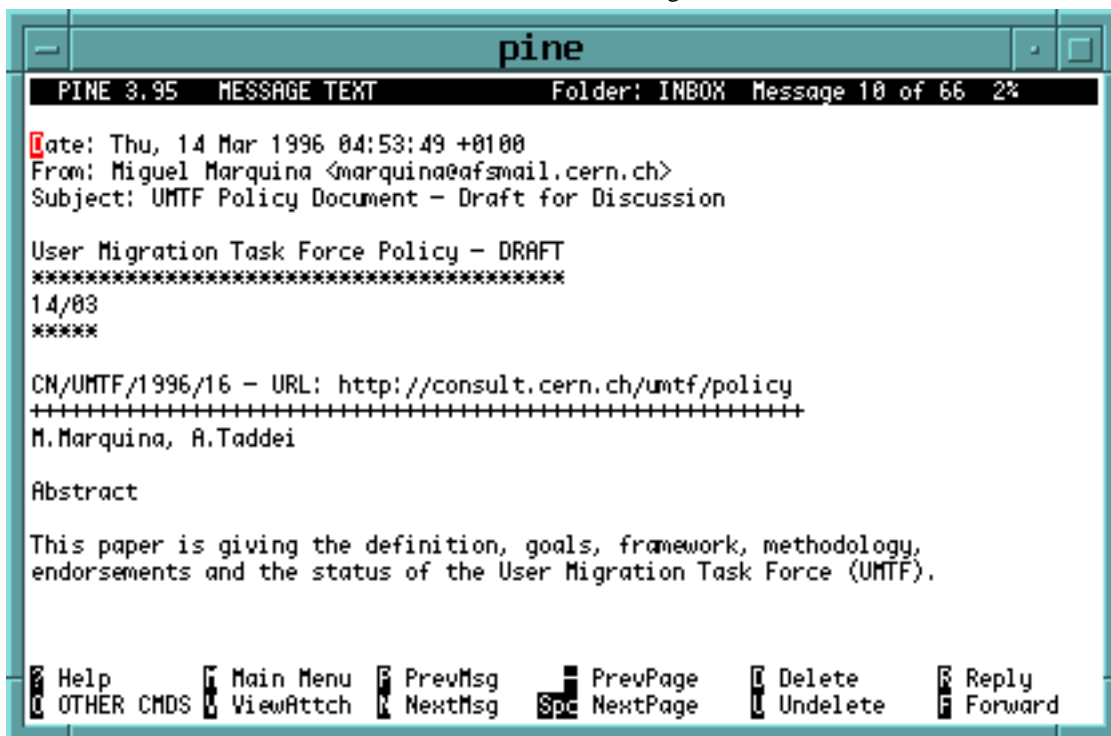 pine
PINE 3.95 MESSAGE TEXT Folder: INBOX Message 10 of 66 2%
Date: Thu, 14 Mar 1996 04:53:49 +0100
From: Miguel Marquina <marquina@afsmail.cern.ch>
Subject: UMTF Policy Document - Draft for Discussion
User Migration Task Force Policy - DRAFT
****************************************
14/03
*****
CN/UMTF/1996/16 - URL: http://consult.cern.ch/umtf/policy
++++++++++++++++++++++++++++++++++++++++++++++++++++++++++
M.Marquina, A.Taddei
Abstract
This paper is giving the definition, goals, framework, methodology,
endorsements and the status of the User Migration Task Force (UMTF).
? Help M Main Menu P PrevMsg - PrevPage D Delete R Reply
O OTHER CMDS V ViewAttch N NextMsg Spc NextPage U Undelete F Forward